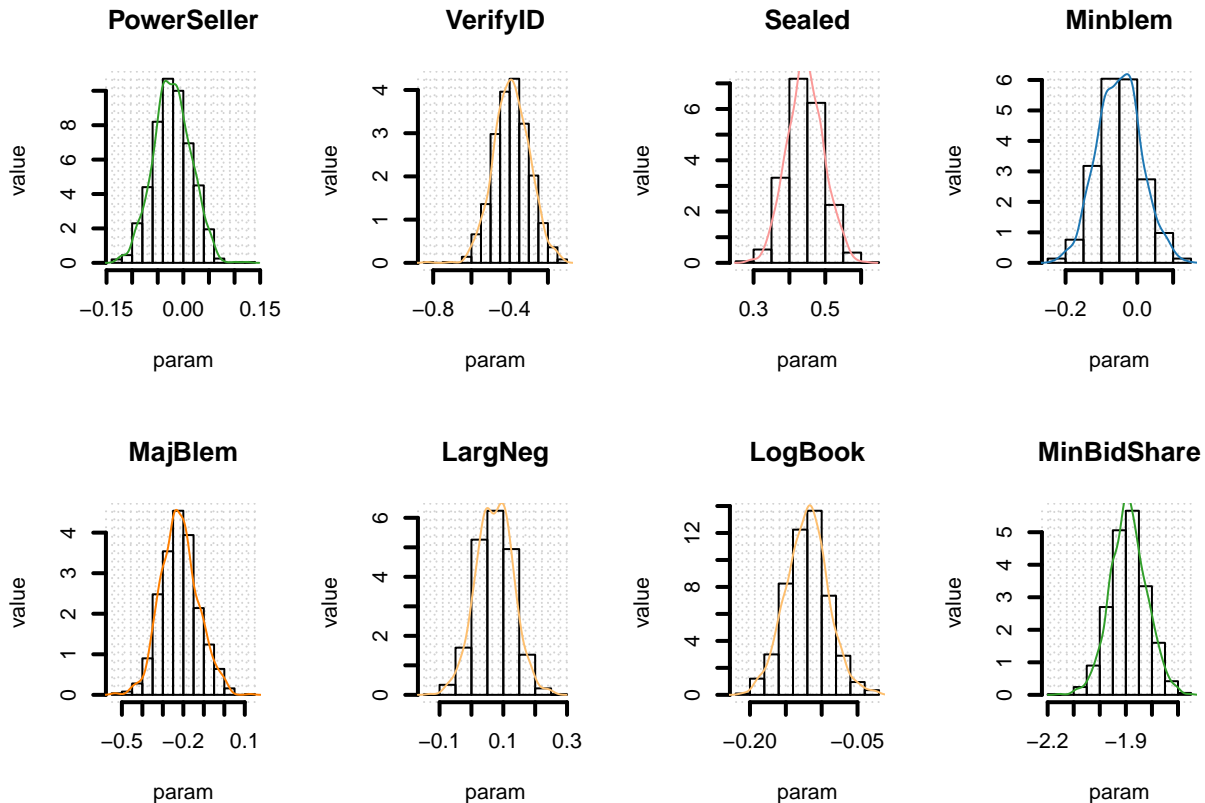 PowerSeller
VerifyID
Sealed
Minblem
value
0 2 4 6 8
−0.15 0.00 0.15
param
value
0 1 2 3 4
−0.8 −0.4
param
value
0 2 4 6
0.3 0.5
param
value
0 1 2 3 4 5 6
−0.2 0.0
param
MajBlem
LargNeg
LogBook
MinBidShare
value
0 1 2 3 4
−0.5 −0.2 0.1
param
value
0 2 4 6
−0.1 0.1 0.3
param
value
0 4 8 12
−0.20 −0.05
param
value
0 1 2 3 4 5
−2.2 −1.9
param